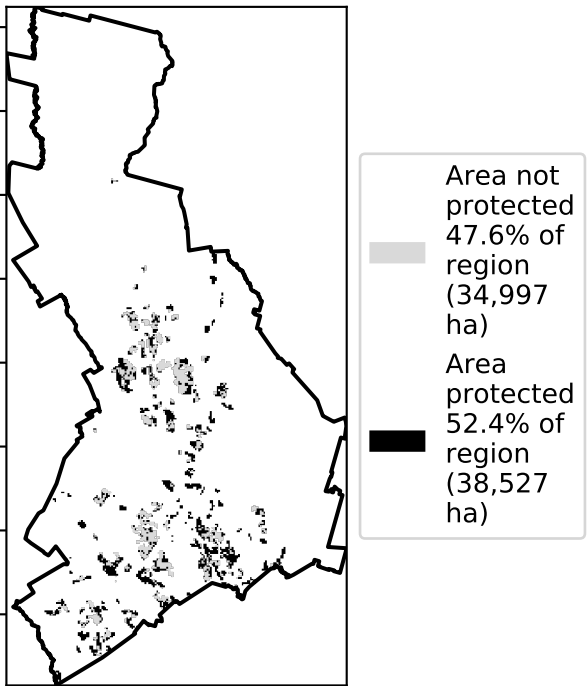 Area not
protected
47.6% of
region
(34,997
ha)
Area
protected
52.4% of
region
(38,527
ha)